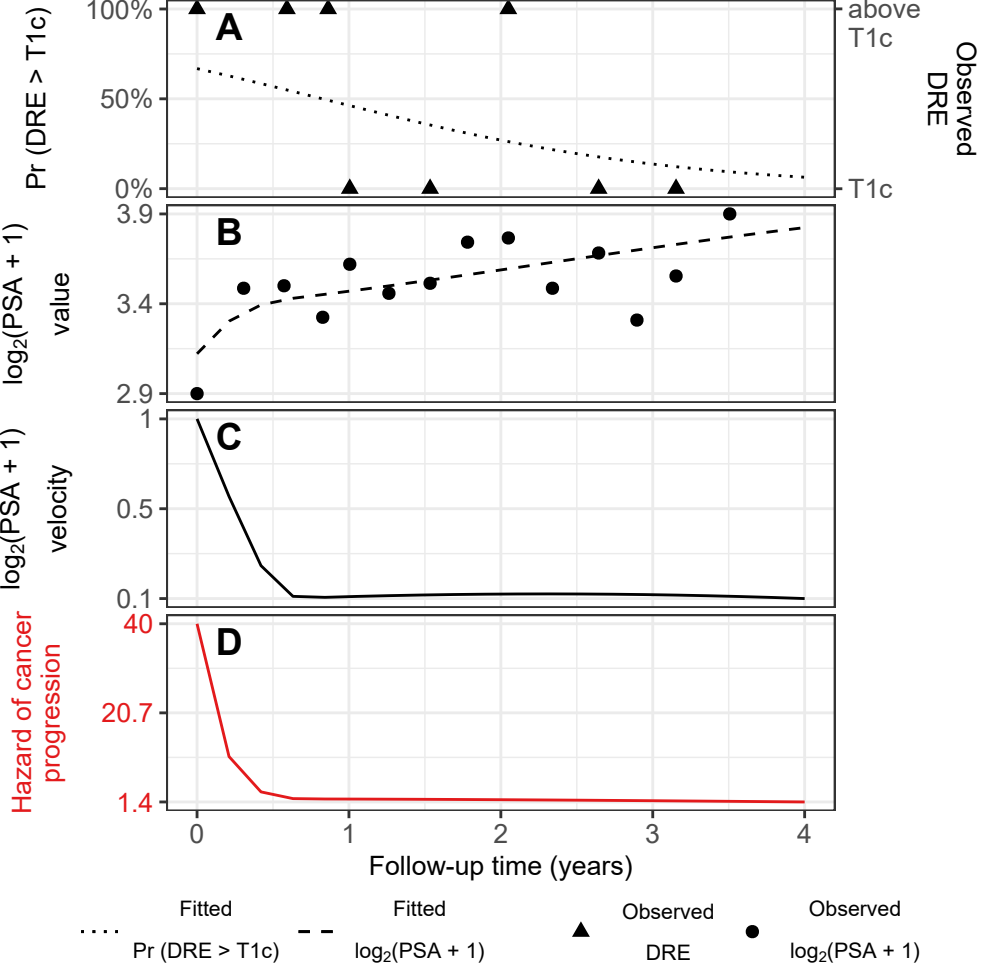 A
Pr (DRE > T1c)
100%
50%
0%
above
T1c
T1c
Observed
DRE
B
log₂(PSA + 1)
value
3.9
3.4
2.9
C
log₂(PSA + 1)
velocity
1
0.5
0.1
D
Hazard of cancer
progression
40
20.7
1.4
0 1 2 3 4
Follow-up time (years)
Fitted
Pr (DRE > T1c)
Fitted
log₂(PSA + 1)
Observed
DRE
Observed
log₂(PSA + 1)